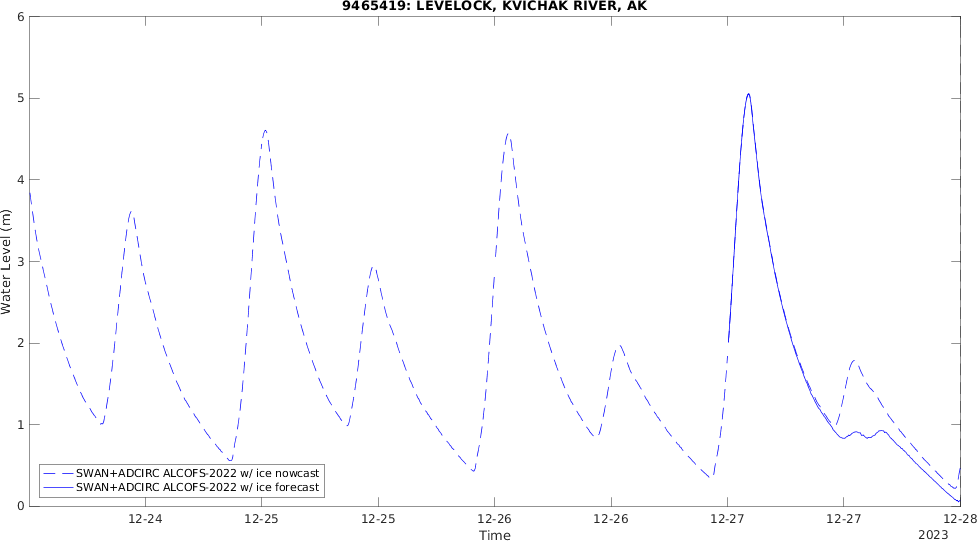 9465419: LEVELOCK, KVICHAK RIVER, AK
6
5
4
3
2
1
0
Water Level (m)
SWAN+ADCIRC ALCOFS-2022 w/ ice nowcast
SWAN+ADCIRC ALCOFS-2022 w/ ice forecast
12-24 12-25 12-25 12-26 12-26 12-27 12-27 12-28
Time
2023